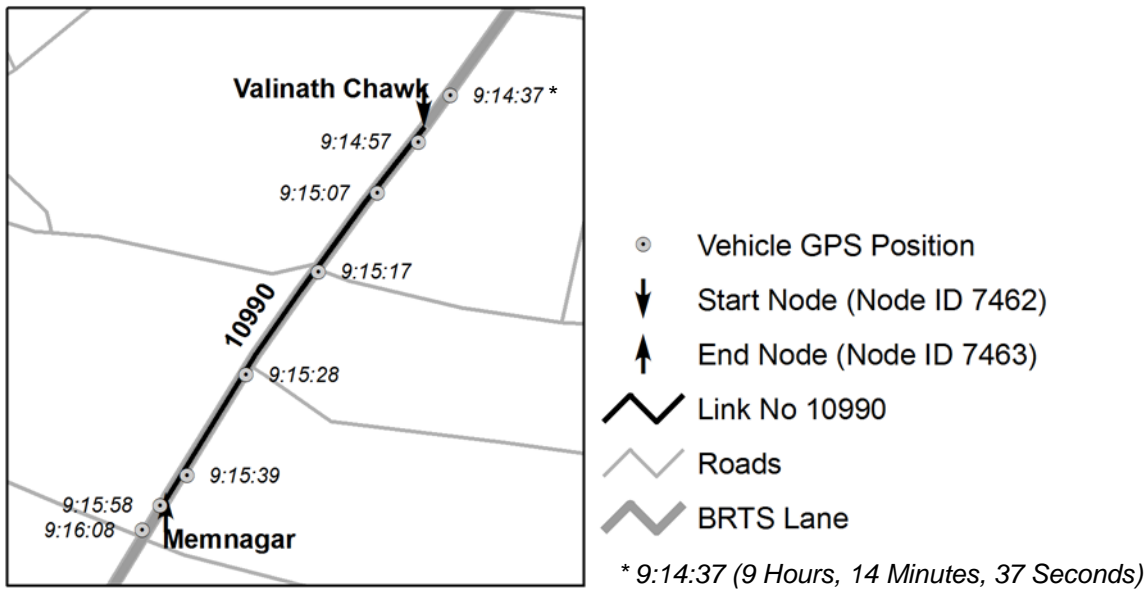 Valinath Chawk
9:14:37 *
9:14:57
9:15:07
9:15:17
10990
9:15:28
9:15:39
9:15:58
9:16:08
Memnagar
Vehicle GPS Position
Start Node (Node ID 7462)
End Node (Node ID 7463)
Link No 10990
Roads
BRTS Lane
* 9:14:37 (9 Hours, 14 Minutes, 37 Seconds)